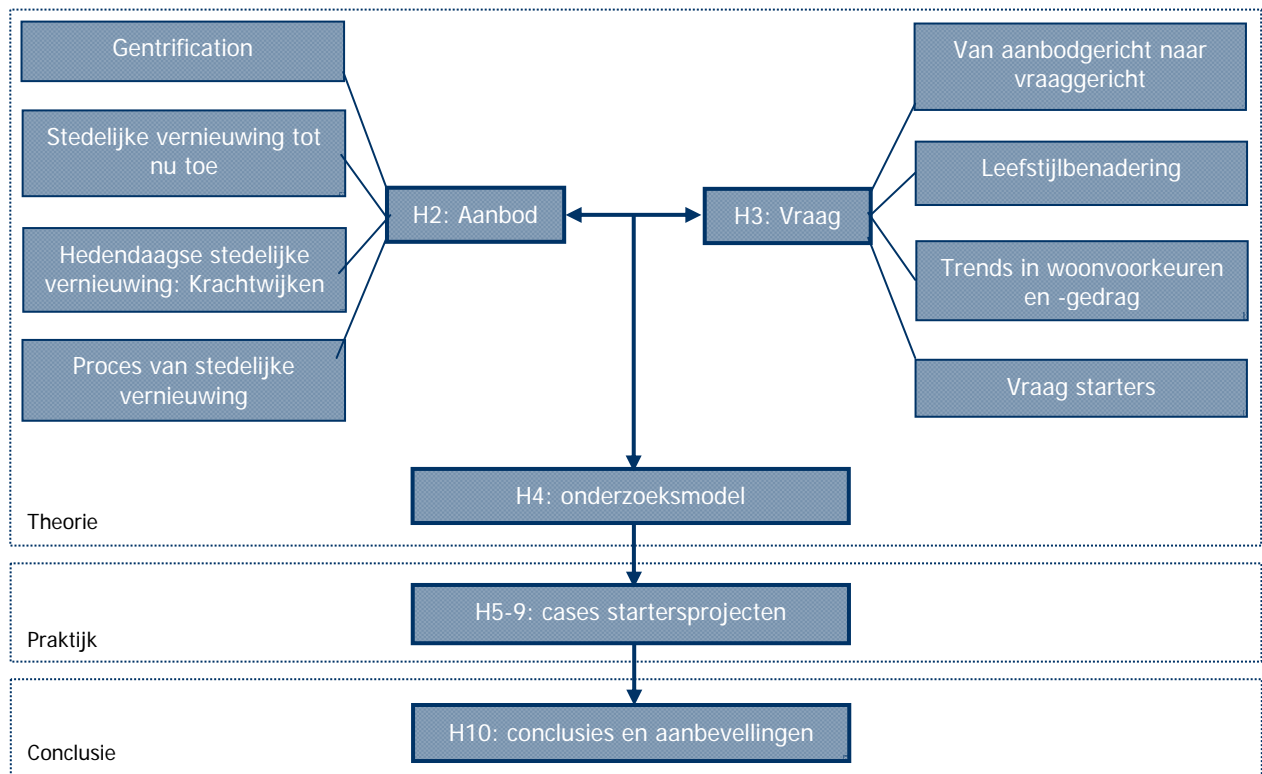 Gentrification
Stedelijke vernieuwing tot
nu toe
Hedendaagse stedelijke
vernieuwing: Krachtwijken
Proces van stedelijke
vernieuwing
H2: Aanbod
H3: Vraag
Van aanbodgericht naar
vraaggericht
Leefstijlbenadering
Trends in woonvoorkeuren
en -gedrag
Vraag starters
H4: onderzoeksmodel
Theorie
H5-9: cases startersprojecten
Praktijk
H10: conclusies en aanbevellingen
Conclusie